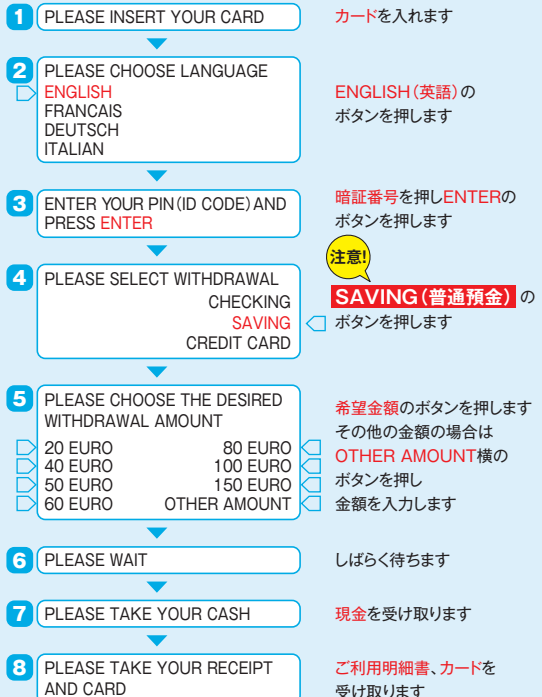 1 PLEASE INSERT YOUR CARD
カードを入れます
2 PLEASE CHOOSE LANGUAGE
ENGLISH
FRANCAIS
DEUTSCH
ITALIAN
ENGLISH（英語）の
ボタンを押します
3 ENTER YOUR PIN（ID CODE）AND
PRESS ENTER
暗証番号を押しENTERの
ボタンを押します
4 PLEASE SELECT WITHDRAWAL
CHECKING
SAVING
CREDIT CARD
注意!
SAVING（普通預金）の
ボタンを押します
5 PLEASE CHOOSE THE DESIRED
WITHDRAWAL AMOUNT
20 EURO 80 EURO
40 EURO 100 EURO
50 EURO 150 EURO
60 EURO OTHER AMOUNT
希望金額のボタンを押します
その他の金額の場合は
OTHER AMOUNT横の
ボタンを押し
金額を入力します
6 PLEASE WAIT
しばらく待ちます
7 PLEASE TAKE YOUR CASH
現金を受け取ります
8 PLEASE TAKE YOUR RECEIPT
AND CARD
ご利用明細書、カードを
受け取ります